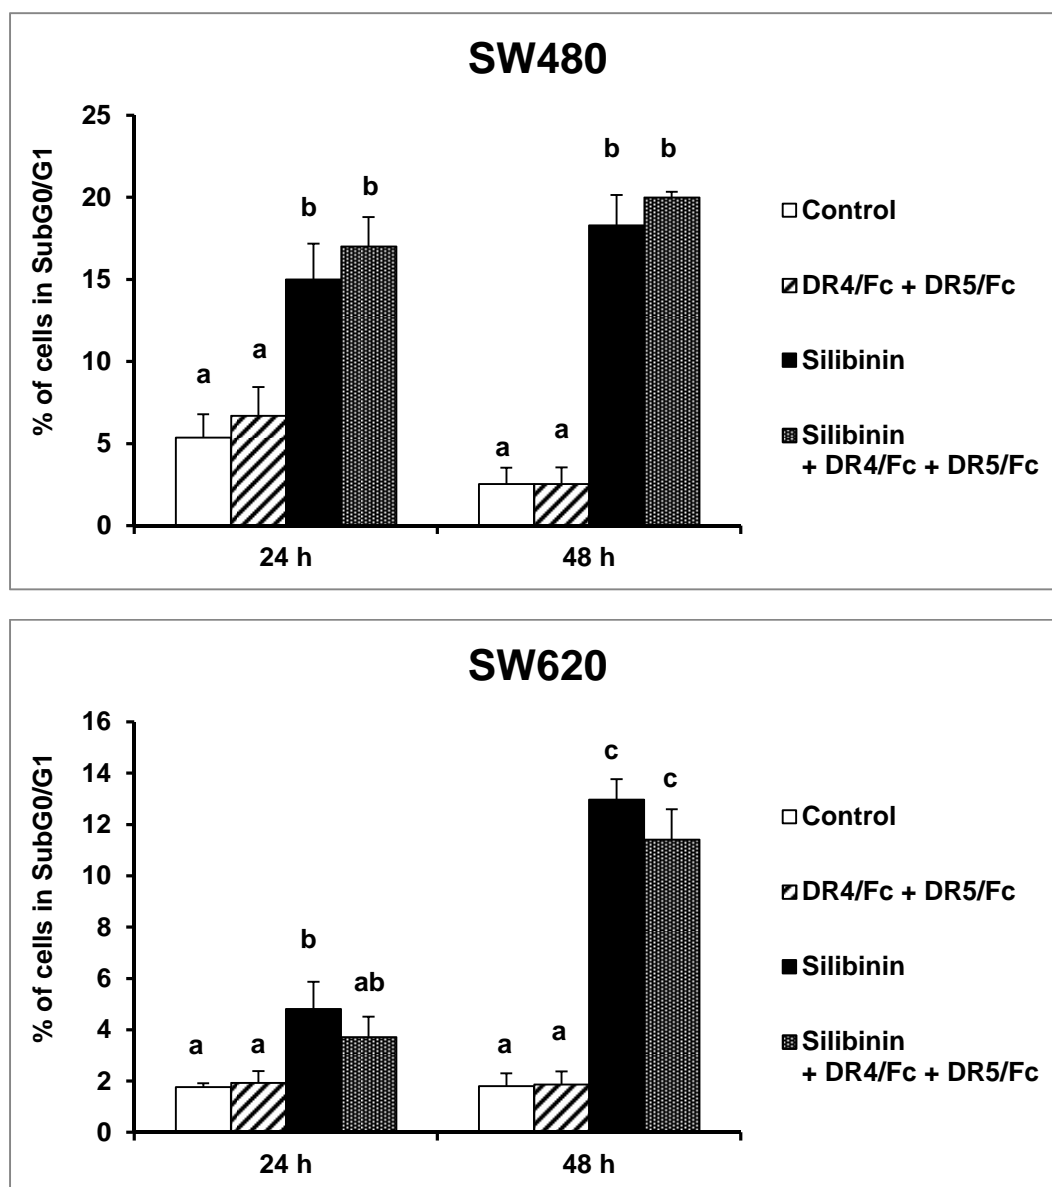 SW480
% of cells in SubG0/G1
25
20
15
10
5
0
a
a
b
b
a
a
b
b
24 h
48 h
Control
DR4/Fc + DR5/Fc
Silibinin
Silibinin
+ DR4/Fc + DR5/Fc
SW620
% of cells in SubG0/G1
16
14
12
10
8
6
4
2
0
a
a
b
ab
a
a
c
c
24 h
48 h
Control
DR4/Fc + DR5/Fc
Silibinin
Silibinin
+ DR4/Fc + DR5/Fc